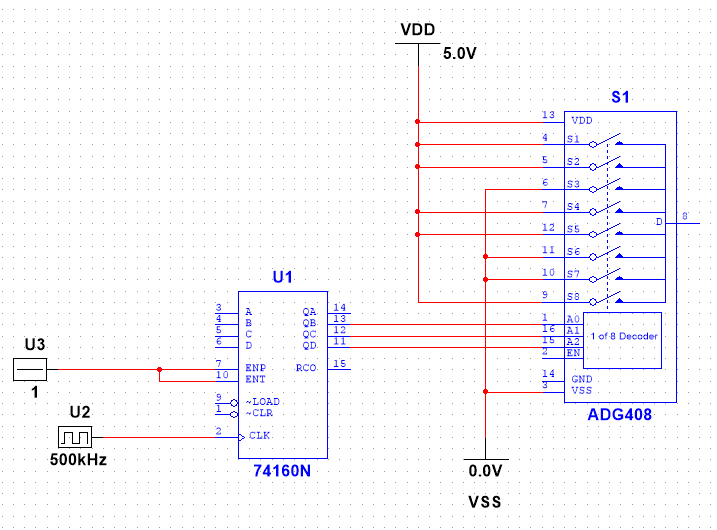 VDD
5.0V
S1
13 VDD
4 S1
5 S2
6 S3
7 S4
12 S5
11 S6
10 S7
9 S8
D 8
1 A0
16 A1
15 A2
2 EN
1 of 8 Decoder
14 GND
3 VSS
ADG408
U1
3 A QA 14
4 B QB 13
5 C QC 12
6 D QD 11
7 ENP RCO 15
10 ENT
9 ~LOAD
1 ~CLR
2 CLK
74160N
U3
1
U2
500kHz
0.0V
VSS